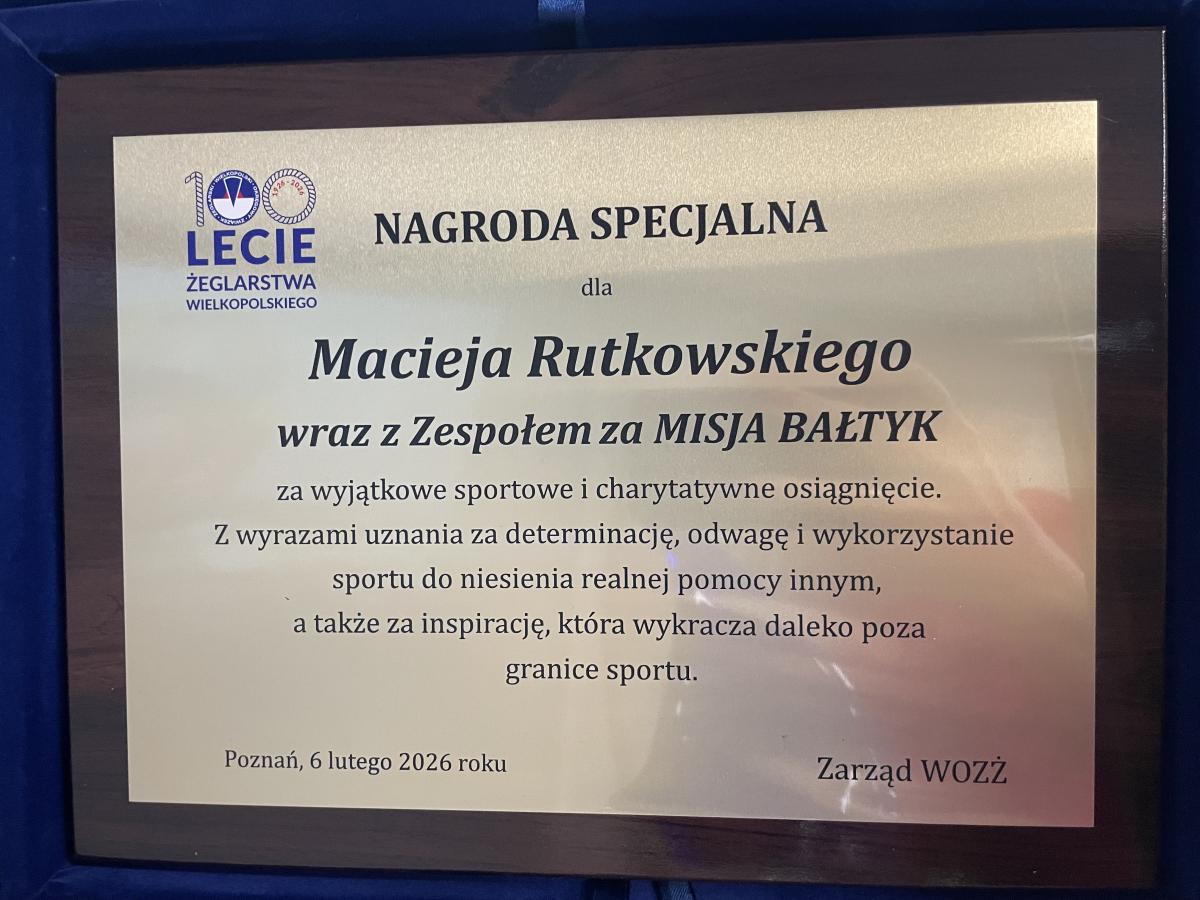 100
1926 - 2026
LECIE
ŻEGLARSTWA
WIELKOPOLSKIEGO
NAGRODA SPECJALNA
dla
Macieja Rutkowskiego
wraz z Zespołem za MISJA BAŁTYK
za wyjątkowe sportowe i charytatywne osiągnięcie.
Z wyrazami uznania za determinację, odwagę i wykorzystanie
sportu do niesienia realnej pomocy innym,
a także za inspirację, która wykracza daleko poza
granice sportu.
Poznań, 6 lutego 2026 roku
Zarząd WOZŻ